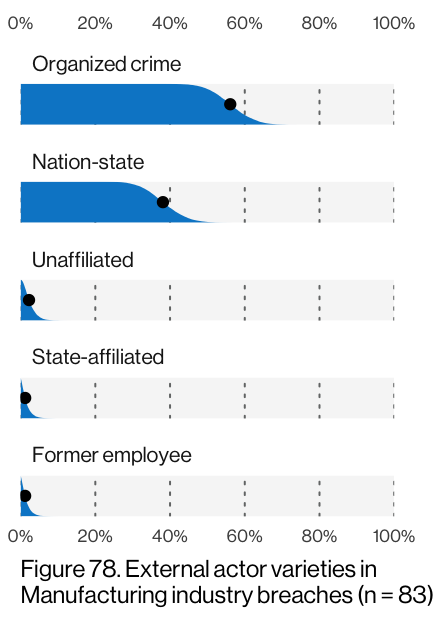 0% 20% 40% 60% 80% 100%
Organized crime
Nation-state
Unaffiliated
State-affiliated
Former employee
0% 20% 40% 60% 80% 100%
Figure 78. External actor varieties in
Manufacturing industry breaches (n = 83)